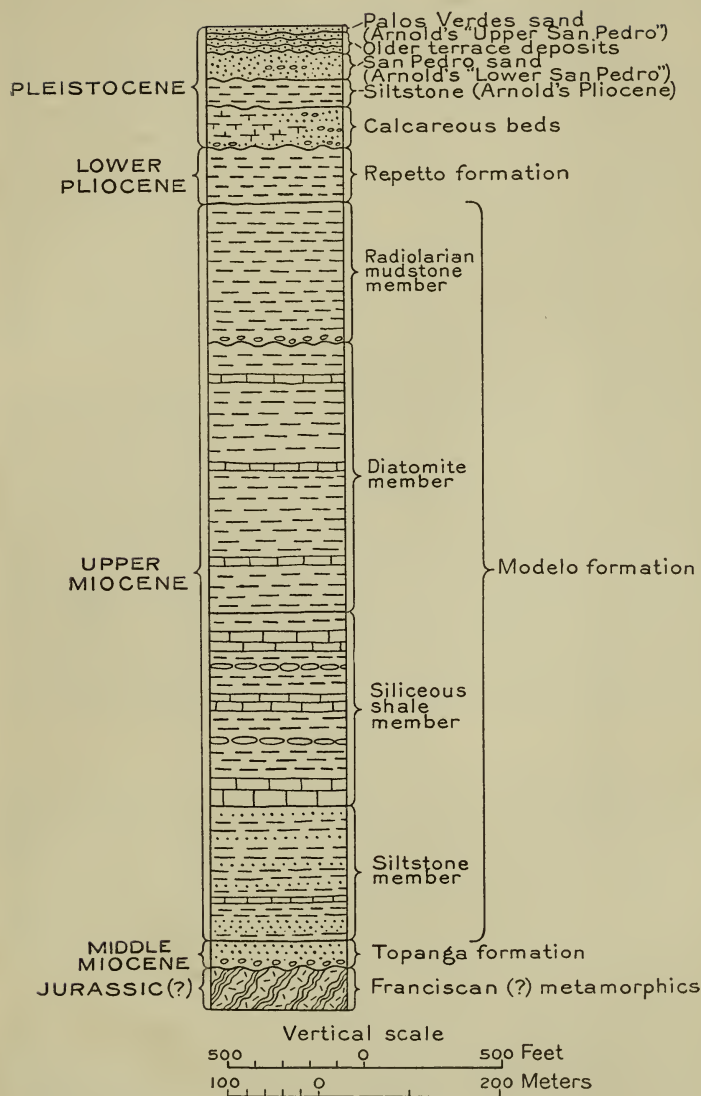 Palos Verdes sand
(Arnold's "Upper San Pedro")
Older terrace deposits
San Pedro sand
(Arnold's "Lower San Pedro")
PLEISTOCENE
Siltstone (Arnold's Pliocene)
Calcareous beds
LOWER
PLIOCENE
Repetto formation
Radiolarian
mudstone
member
Diatomite
member
UPPER
MIOCENE
Modelo formation
Siliceous
shale
member
Siltstone
member
MIDDLE
MIOCENE
Topanga formation
JURASSIC(?)
Franciscan (?) metamorphics
Vertical scale
500 0 500 Feet
100 0 200 Meters